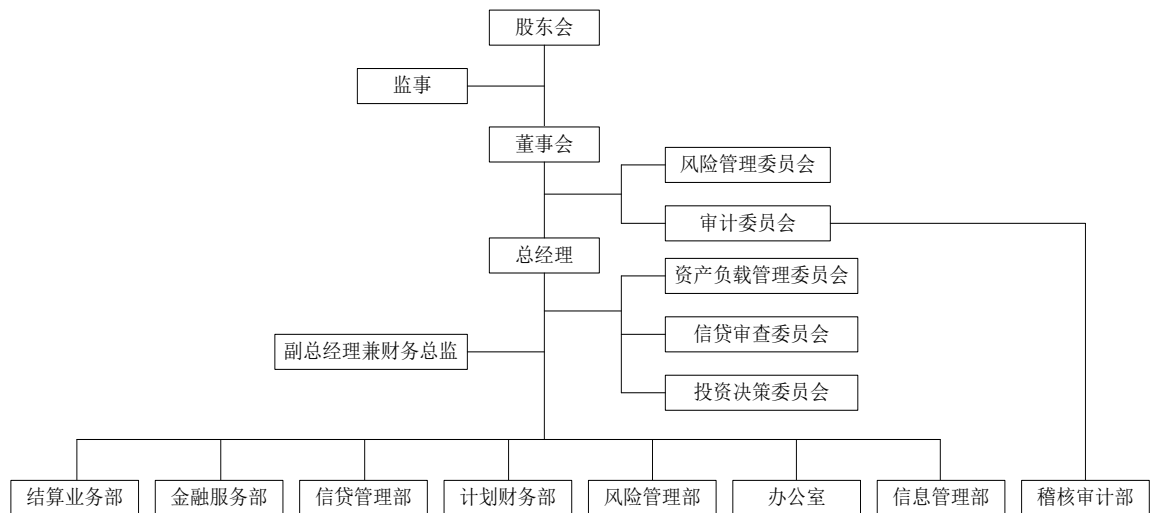 股东会
监事
董事会
风险管理委员会
审计委员会
总经理
资产负载管理委员会
信贷审查委员会
副总经理兼财务总监
投资决策委员会
结算业务部
金融服务部
信贷管理部
计划财务部
风险管理部
办公室
信息管理部
稽核审计部